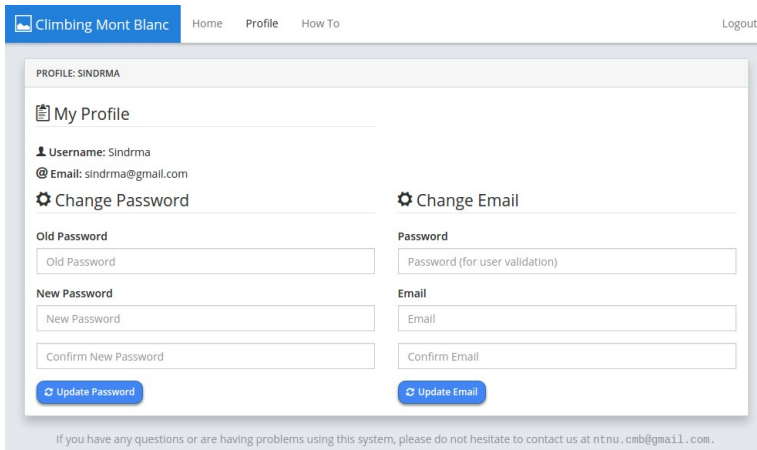 Climbing Mont Blanc Home Profile How To Logout
PROFILE: SINDRMA
My Profile
Username: Sindrma
@ Email: sindrma@gmail.com
Change Password
Old Password
Old Password
New Password
New Password
Confirm New Password
Update Password
Change Email
Password
Password (for user validation)
Email
Email
Confirm Email
Update Email
If you have any questions or are having problems using this system, please do not hesitate to contact us at ntnu.cmb@gmail.com.